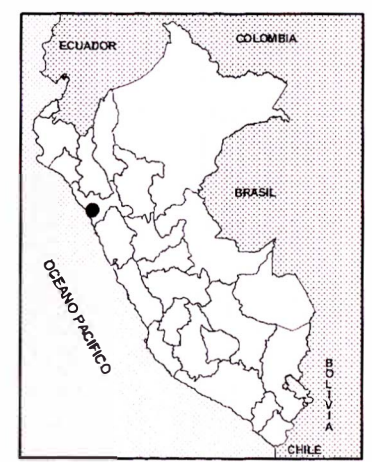 ECUADOR
COLOMBIA
BRASIL
OCEANO PACIFICO
BOLIVIA
CHILE